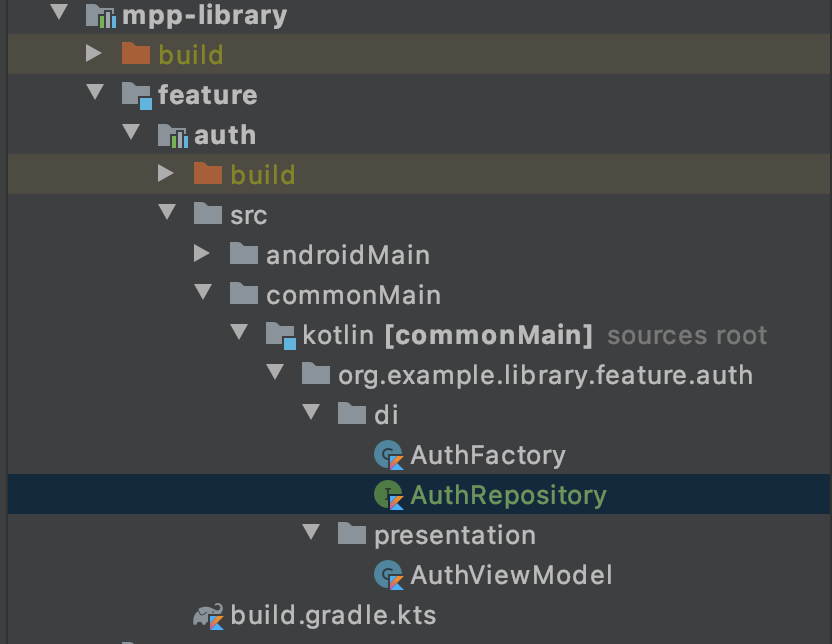 mpp-library
build
feature
auth
build
src
androidMain
commonMain
kotlin [commonMain] sources root
org.example.library.feature.auth
di
AuthFactory
AuthRepository
presentation
AuthViewModel
build.gradle.kts